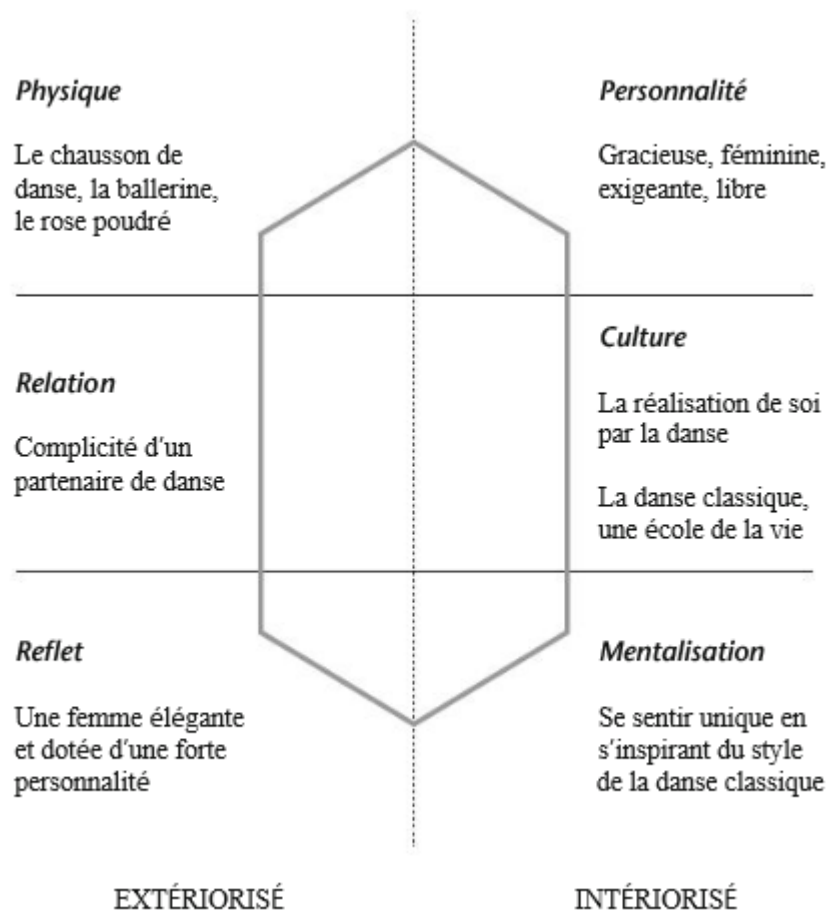 Physique
Le chausson de
danse, la ballerine,
le rose poudré
Personnalité
Gracieuse, féminine,
exigeante, libre
Relation
Complicité d'un
partenaire de danse
Culture
La réalisation de soi
par la danse
La danse classique,
une école de la vie
Reflet
Une femme élégante
et dotée d'une forte
personnalité
Mentalisation
Se sentir unique en
s'inspirant du style
de la danse classique
EXTÉRIORISÉ
INTÉRIORISÉ